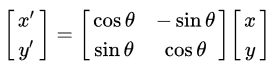 [x′] = [cos θ  − sin θ] [x]
[y′]   [sin θ  cos θ] [y]